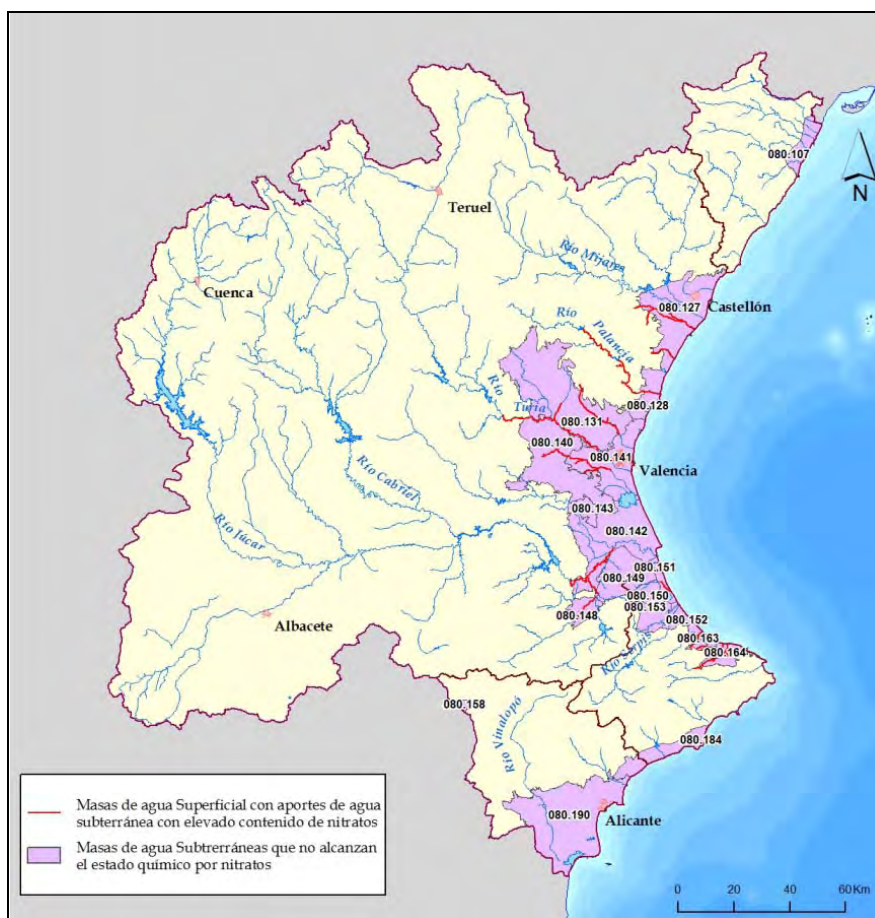 080.107
N
Teruel
Río Mijares
Cuenca
080.127
Castellón
Río
Palancia
Río
080.128
Turia
080.131
080.140
080.141
Valencia
Río Cabriel
080.143
080.142
Río Júcar
080.151
080.149
080.150
080.153
Albacete
080.148
080.152
080.163
080.164
Río Serpis
080.158
Río Vinalopó
080.184
080.190
Alicante
Masas de agua Superficial con aportes de agua
subterránea con elevado contenido de nitratos
Masas de agua Subtrerráneas que no alcanzan
el estado químico por nitratos
0 20 40 60 Km